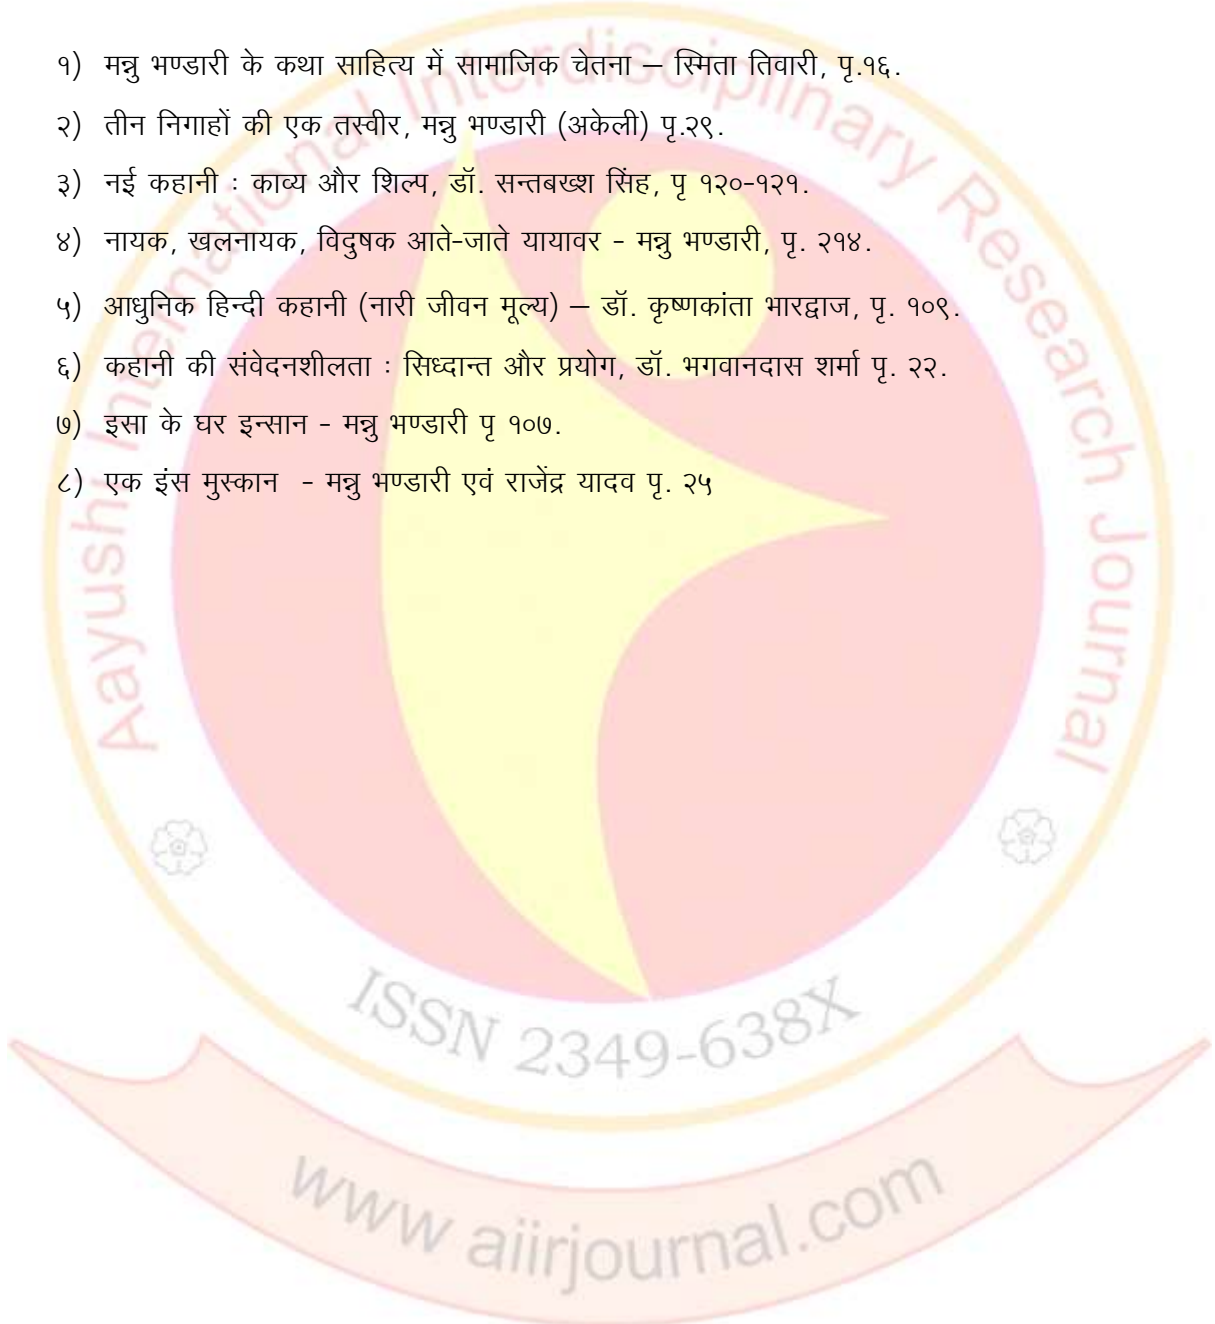 १) मन्नु भण्डारी के कथा साहित्य में सामाजिक चेतना – स्मिता तिवारी, पृ.१६.
२) तीन निगाहों की एक तस्वीर, मन्नु भण्डारी (अकेली) पृ.२९.
३) नई कहानी : काव्य और शिल्प, डॉ. सन्तबख्श सिंह, पृ १२०-१२१.
४) नायक, खलनायक, विदुषक आते-जाते यायावर - मन्नु भण्डारी, पृ. २१४.
५) आधुनिक हिन्दी कहानी (नारी जीवन मूल्य) – डॉ. कृष्णकांता भारद्वाज, पृ. १०९.
६) कहानी की संवेदनशीलता : सिध्दान्त और प्रयोग, डॉ. भगवानदास शर्मा पृ. २२.
७) इसा के घर इन्सान - मन्नु भण्डारी पृ १०७.
८) एक इंस मुस्कान - मन्नु भण्डारी एवं राजेंद्र यादव पृ. २५
Aayushi International Interdisciplinary Research Journal
ISSN 2349-638X
www aiirjournal.com